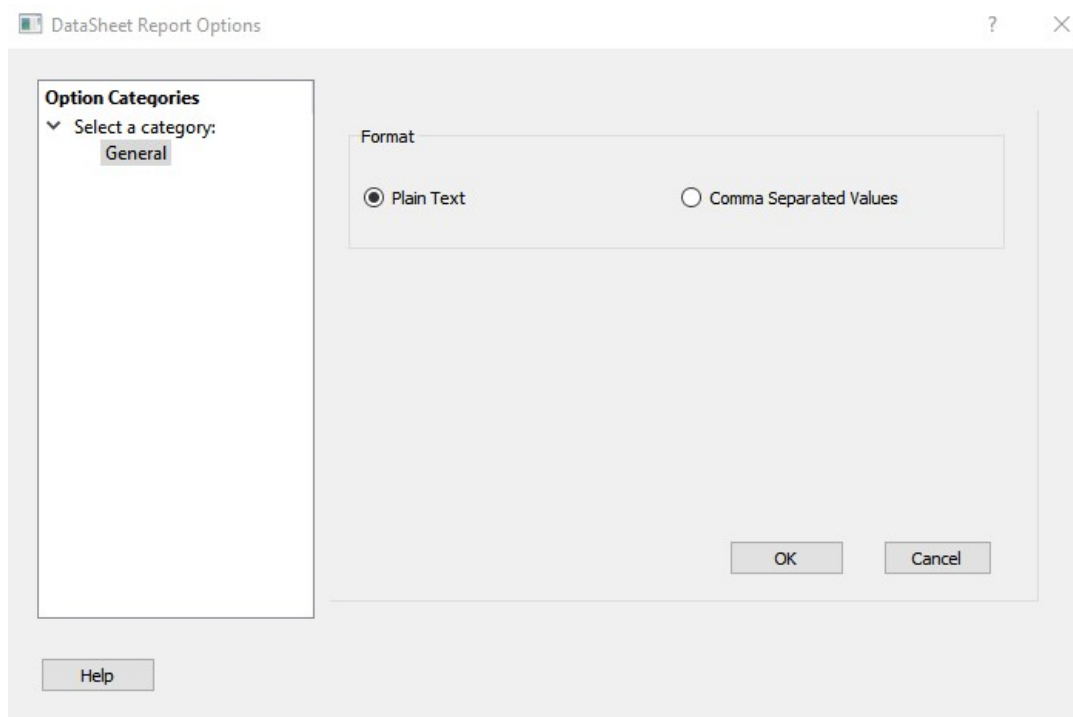 DataSheet Report Options
?
Option Categories
Select a category:
General
Format
Plain Text
Comma Separated Values
OK
Cancel
Help